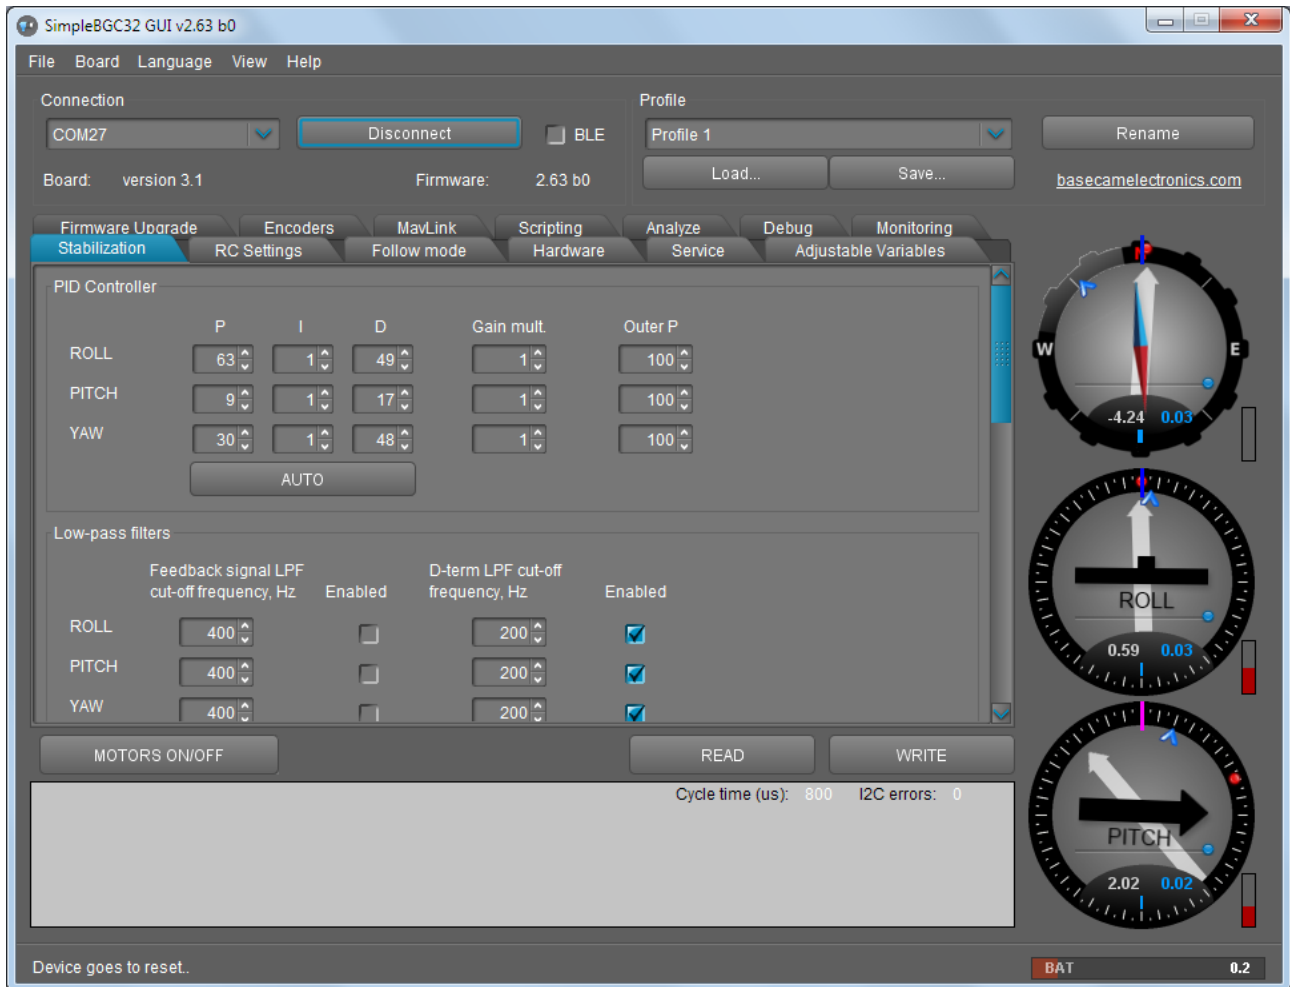 SimpleBGC32 GUI v2.63 b0
File Board Language View Help
Connection
Profile
COM27 Disconnect BLE
Profile 1 Rename
Load... Save...
Board: version 3.1 Firmware: 2.63 b0
basecamelectronics.com
Firmware Upgrade Encoders MavLink Scripting Analyze Debug Monitoring
Stabilization RC Settings Follow mode Hardware Service Adjustable Variables
PID Controller
P I D Gain mult. Outer P
ROLL 63 1 49 1 100
PITCH 9 1 17 1 100
YAW 30 1 48 1 100
AUTO
Low-pass filters
Feedback signal LPF
cut-off frequency, Hz Enabled
D-term LPF cut-off
frequency, Hz Enabled
ROLL 400 200
PITCH 400 200
YAW 400 200
MOTORS ON/OFF READ WRITE
Cycle time (us): 800 I2C errors: 0
W E
-4.24 0.03
ROLL
0.59 0.03
PITCH
2.02 0.02
Device goes to reset..
BAT 0.2